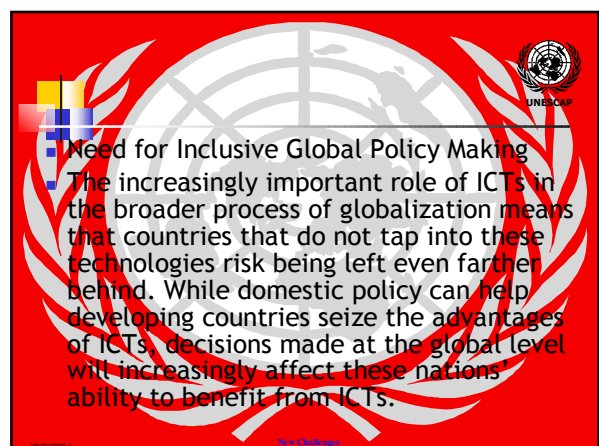 UNESCAP
Need for Inclusive Global Policy Making
The increasingly important role of ICTs in
the broader process of globalization means
that countries that do not tap into these
technologies risk being left even farther
behind. While domestic policy can help
developing countries seize the advantages
of ICTs, decisions made at the global level
will increasingly affect these nations’
ability to benefit from ICTs.
New Challenges